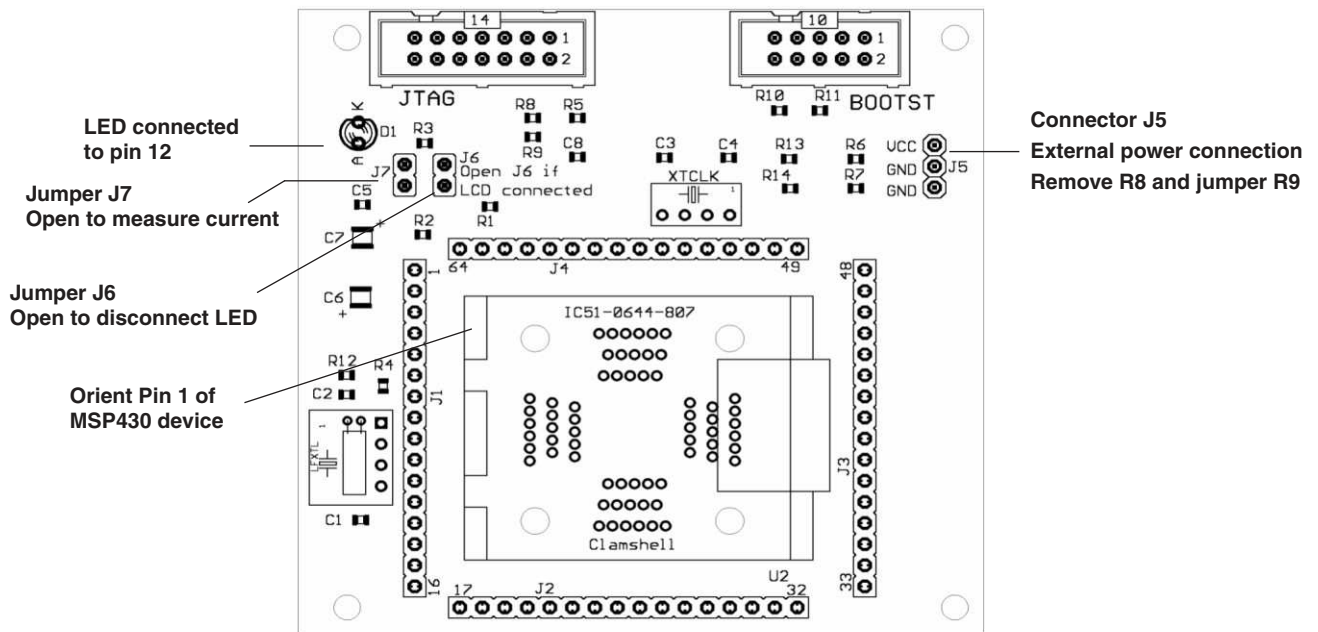 14
1
2
JTAG
10
1
2
BOOTST
K
A
D1
R3
R8
R5
R9
C8
J7
J6
Open J6 if
LCD connected
C5
R1
R2
C7
+
C6
+
C3
C4
R10
R11
R13
R14
R6
R7
XTCLK
1
VCC
GND
GND
J5
64
J4
49
1
J1
16
48
J3
33
17
J2
32
U2
IC51-0644-807
Clamshell
R12
R4
C2
1
LFXTL
C1
LED connected
to pin 12
Jumper J7
Open to measure current
Jumper J6
Open to disconnect LED
Orient Pin 1 of
MSP430 device
Connector J5
External power connection
Remove R8 and jumper R9